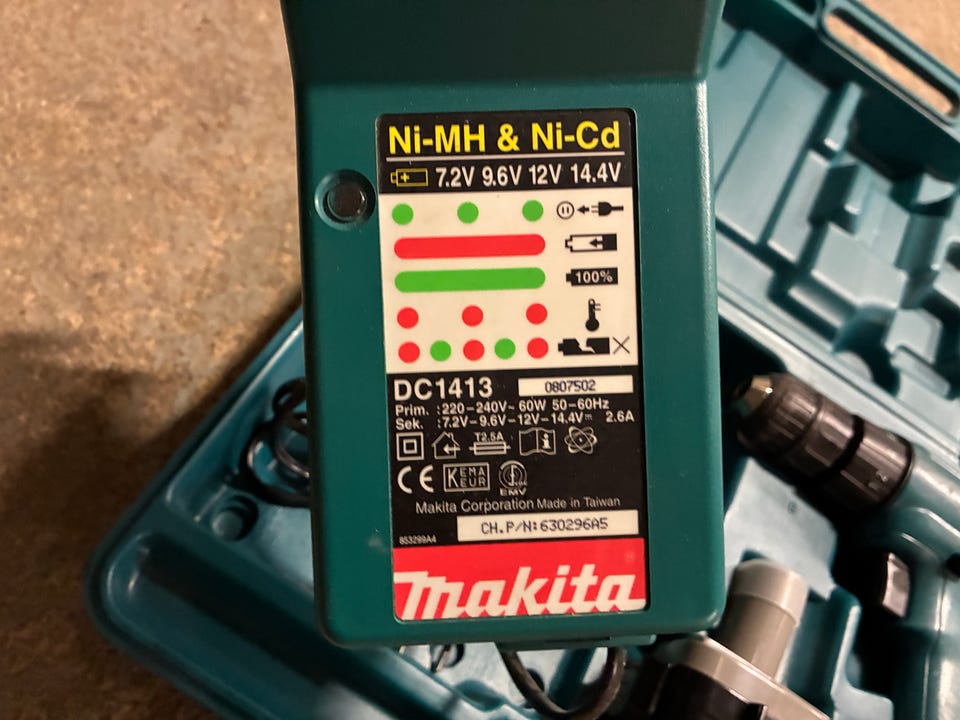 Ni-MH & Ni-Cd
7.2V 9.6V 12V 14.4V
100%
DC1413 0807502
Prim. :220-240V~ 60W 50-60Hz
Sek. :7.2V-9.6V-12V-14.4V⎓ 2.6A
T2.5A
CE KEMA KEUR
EMV
Makita Corporation Made in Taiwan
CH.P/N:630296A5
853299A4
makita